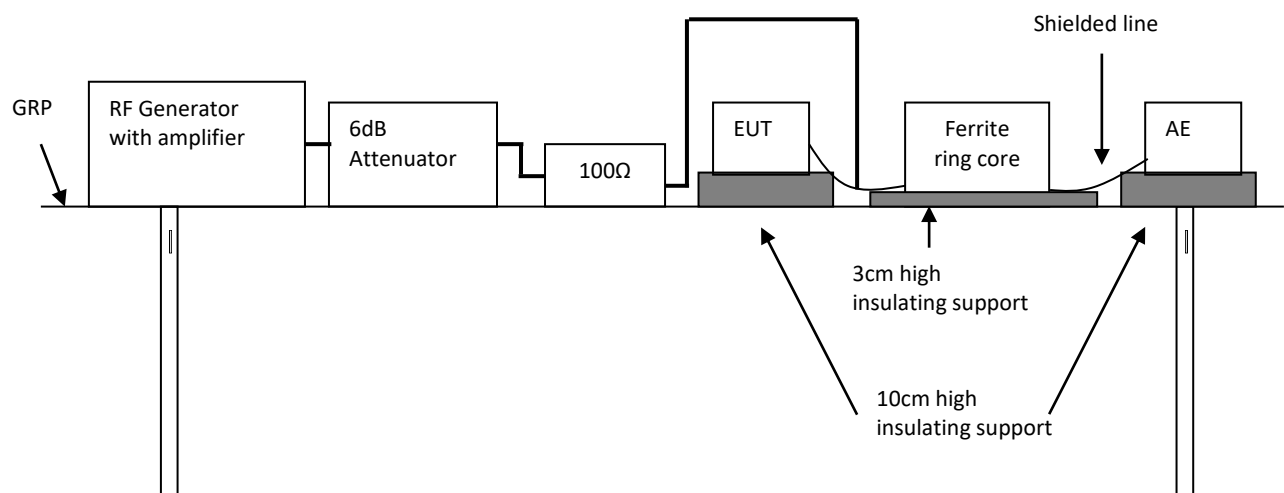 Shielded line
GRP
RF Generator
with amplifier
6dB
Attenuator
100Ω
EUT
Ferrite
ring core
AE
3cm high
insulating support
10cm high
insulating support